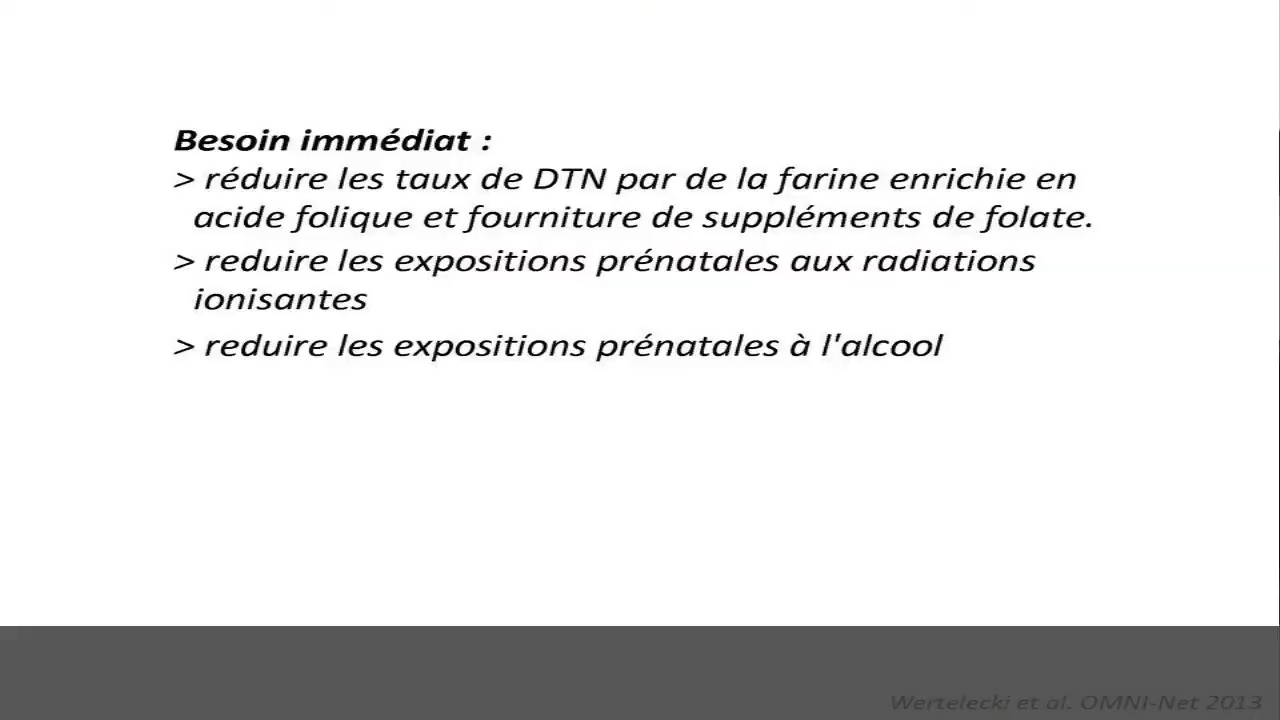 Besoin immédiat :
> réduire les taux de DTN par de la farine enrichie en
acide folique et fourniture de suppléments de folate.
> reduire les expositions prénatales aux radiations
ionisantes
> reduire les expositions prénatales à l'alcool
Wertelecki et al. OMNI-Net 2013